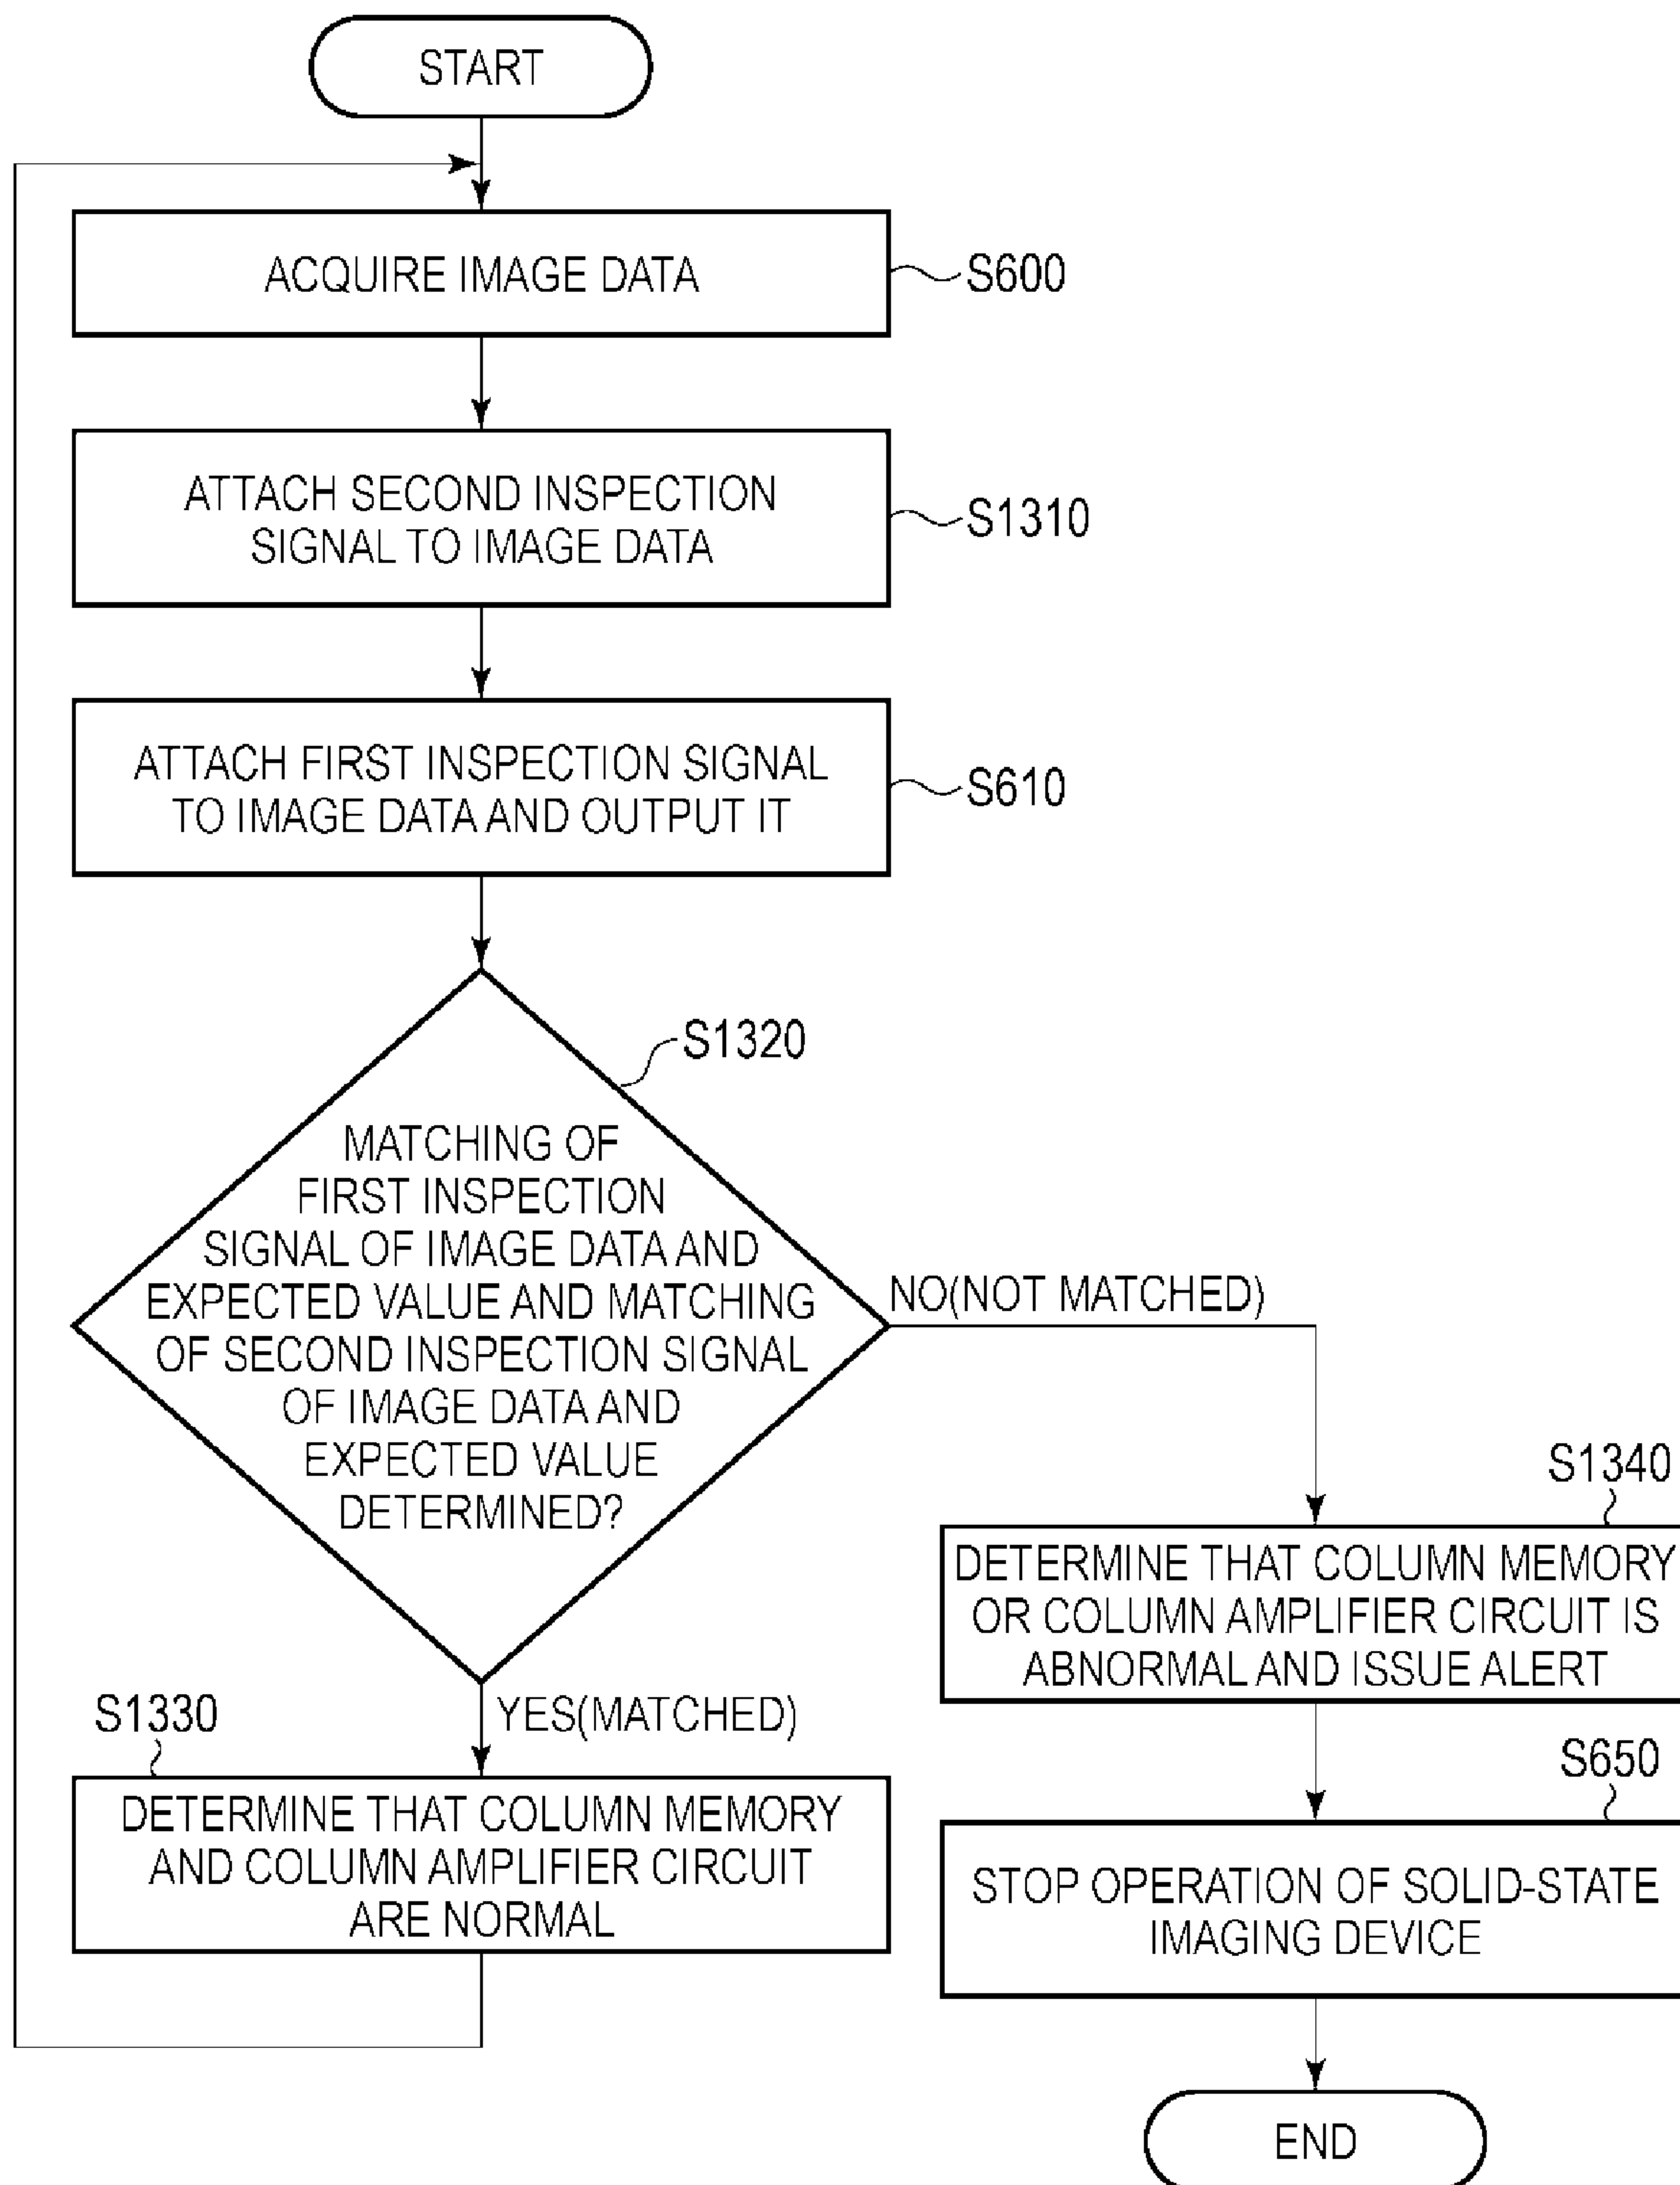 START
ACQUIRE IMAGE DATA
S600
ATTACH SECOND INSPECTION
SIGNAL TO IMAGE DATA
S1310
ATTACH FIRST INSPECTION SIGNAL
TO IMAGE DATA AND OUTPUT IT
S610
S1320
MATCHING OF
FIRST INSPECTION
SIGNAL OF IMAGE DATA AND
EXPECTED VALUE AND MATCHING
OF SECOND INSPECTION SIGNAL
OF IMAGE DATA AND
EXPECTED VALUE
DETERMINED?
NO(NOT MATCHED)
YES(MATCHED)
S1330
DETERMINE THAT COLUMN MEMORY
AND COLUMN AMPLIFIER CIRCUIT
ARE NORMAL
S1340
DETERMINE THAT COLUMN MEMORY
OR COLUMN AMPLIFIER CIRCUIT IS
ABNORMAL AND ISSUE ALERT
S650
STOP OPERATION OF SOLID-STATE
IMAGING DEVICE
END